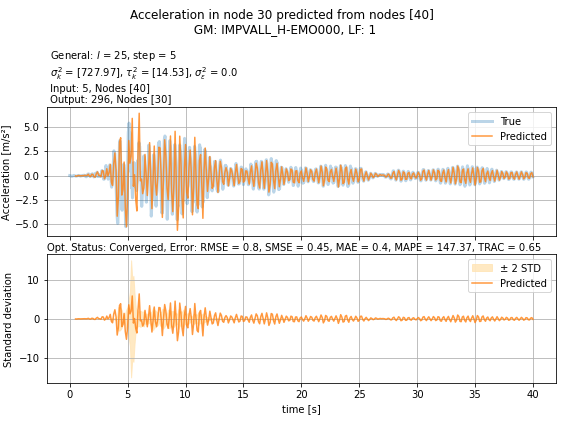 Acceleration in node 30 predicted from nodes [40]
GM: IMPVALL_H-EMO000, LF: 1
General: l = 25, step = 5
σ²ₖ = [727.97], τ²ₖ = [14.53], σ²ε = 0.0
Input: 5, Nodes [40]
Output: 296, Nodes [30]
Acceleration [m/s²]
5.0
2.5
0.0
−2.5
−5.0
True
Predicted
Opt. Status: Converged, Error: RMSE = 0.8, SMSE = 0.45, MAE = 0.4, MAPE = 147.37, TRAC = 0.65
Standard deviation
10
0
−10
± 2 STD
Predicted
0 5 10 15 20 25 30 35 40
time [s]